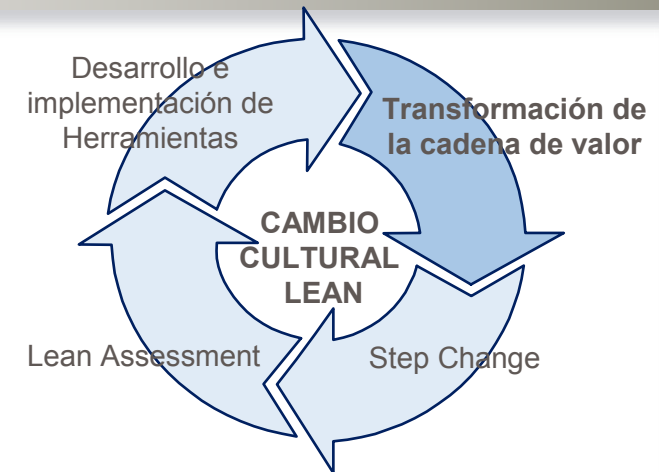 Desarrollo e
implementación de
Herramientas
Transformación de
la cadena de valor
CAMBIO
CULTURAL
LEAN
Lean Assessment
Step Change